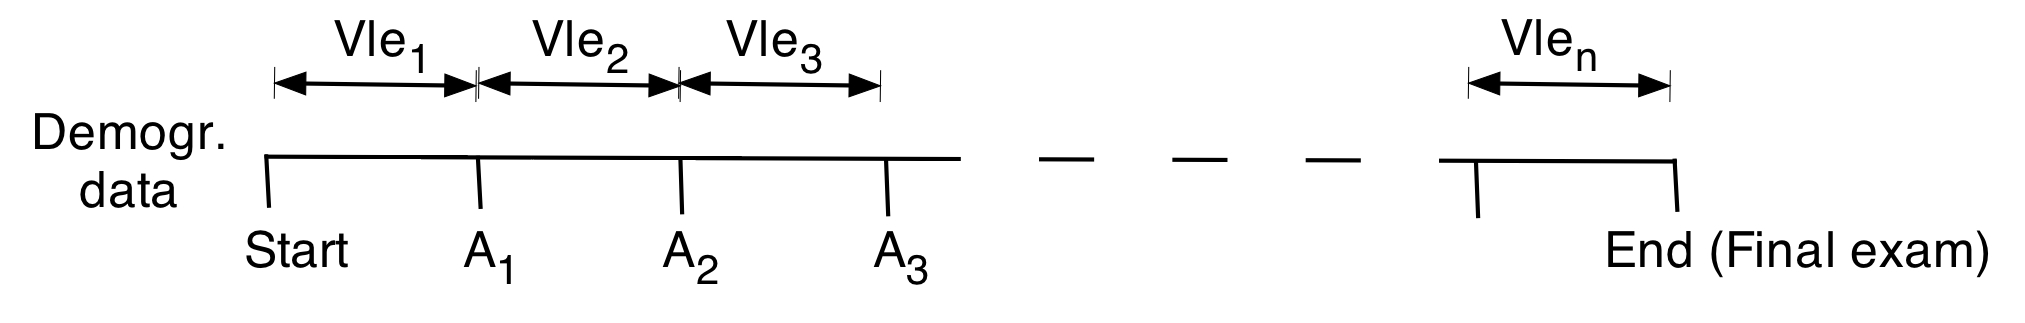 Vle₁ Vle₂ Vle₃ Vleₙ
Demogr.
data
Start A₁ A₂ A₃ End (Final exam)